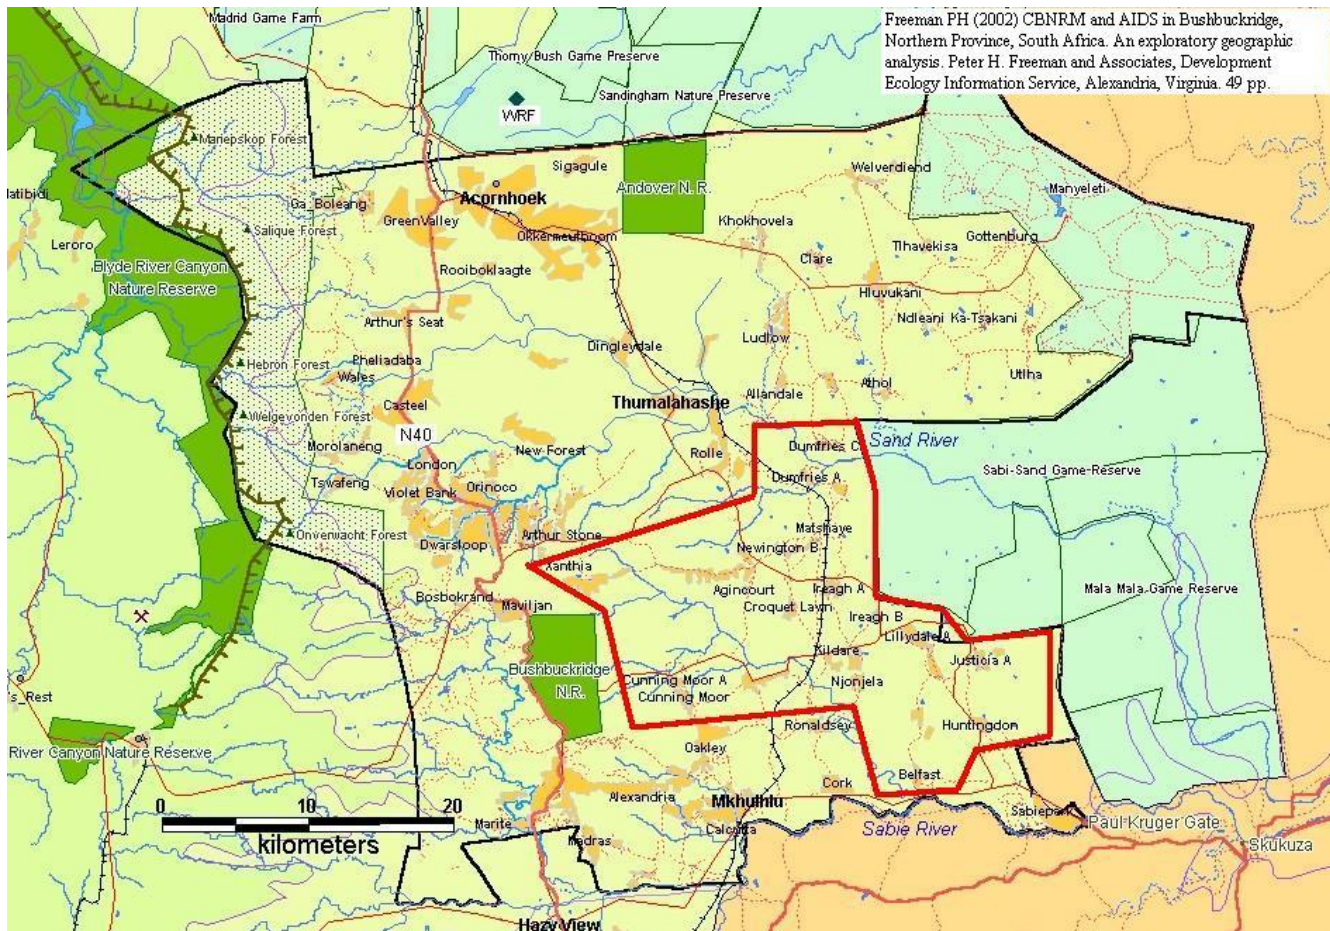 Madrid Game Farm
Freeman PH (2002) CBNRM and AIDS in Bushbuckridge,
Northern Province, South Africa. An exploratory geographic
analysis. Peter H. Freeman and Associates, Development
Ecology Information Service, Alexandria, Virginia. 49 pp.
Thorny/Bush Game Preserve
Sandingham Nature Preserve
WRF
Manepskop Forest
Sigagule
Welverdiend
Andover N. R.
Manyeleti
Acornhoek
atibidi
Ga_Boleang
GreenValley
Khokhovela
Salique Forest
Okkermeutboom
Tlhavekisa
Gottenburg
Leroro
Clare
Blyde River Canyon
Nature Reserve
Rooiboklaagte
Hluvukani
Arthur's Seat
Ndleani Ka-Tsakani
Ludlow
Dingleydale
Hebron Forest
Pheliadaba
Wales
Utlha
Athol
Allandale
Thumalahashe
Casteel
Welgevonden Forest
N40
Sand River
Morolaneng
New Forest
Rolle
Dumfries C
London
Sabi-Sand Game-Reserve
Tswafeng
Dumfries A
Violet Bank
Orinoco
Matshaye
Onverwacht Forest
Arthur Stone
Dwarsloop
Newington B
Xanthia
Agincourt
Ireagh A
Mala Mala Game Reserve
Bosbokrand
Maviljan
Croquet Lawn
Ireagh B
Lillydale A
Kildare
Justicia A
Bushbuckridge
N.R.
Cunning Moor A
Cunning Moor
Njonjela
's_Rest
Ronaldsey
Huntingdon
River Canyon Nature Reserve
Oakley
Belfast
Cork
0 10 20
kilometers
Alexandria
Mkhulhlu
Sabiepark
Marite
Calcutta
Sabie River
Paul Kruger Gate
Madras
Skukuza
Hazy View